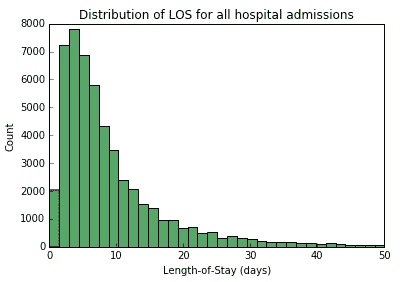 Distribution of LOS for all hospital admissions
8000
7000
6000
5000
4000
3000
2000
1000
0
Count
0 10 20 30 40 50
Length-of-Stay (days)